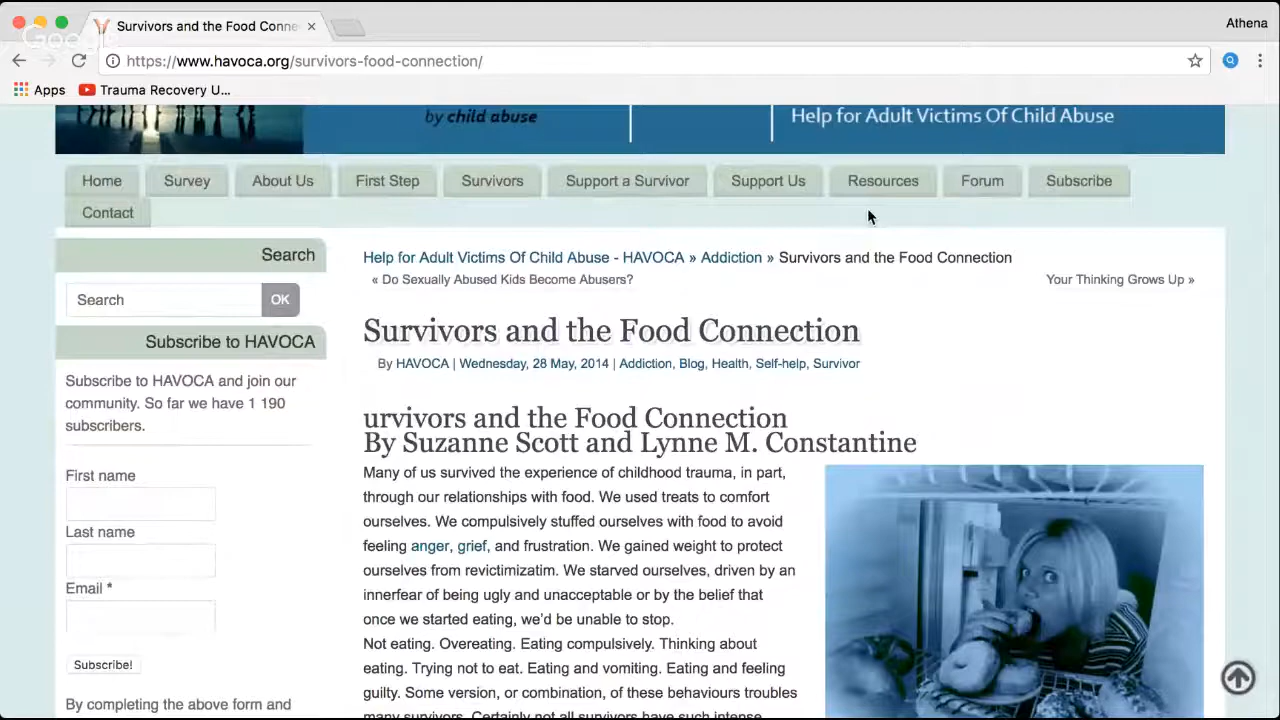 Survivors and the Food Conne
Athena
Google
https://www.havoca.org/survivors-food-connection/
Apps
Trauma Recovery U...
by child abuse
Help for Adult Victims Of Child Abuse
Home
Survey
About Us
First Step
Survivors
Support a Survivor
Support Us
Resources
Forum
Subscribe
Contact
Search
Search
OK
Subscribe to HAVOCA
Subscribe to HAVOCA and join our
community. So far we have 1 190
subscribers.
First name
Last name
Email *
Subscribe!
By completing the above form and
Help for Adult Victims Of Child Abuse - HAVOCA » Addiction » Survivors and the Food Connection
« Do Sexually Abused Kids Become Abusers?
Your Thinking Grows Up »
Survivors and the Food Connection
By HAVOCA | Wednesday, 28 May, 2014 | Addiction, Blog, Health, Self-help, Survivor
urvivors and the Food Connection
By Suzanne Scott and Lynne M. Constantine
Many of us survived the experience of childhood trauma, in part,
through our relationships with food. We used treats to comfort
ourselves. We compulsively stuffed ourselves with food to avoid
feeling anger, grief, and frustration. We gained weight to protect
ourselves from revictimizatim. We starved ourselves, driven by an
innerfear of being ugly and unacceptable or by the belief that
once we started eating, we'd be unable to stop.
Not eating. Overeating. Eating compulsively. Thinking about
eating. Trying not to eat. Eating and vomiting. Eating and feeling
guilty. Some version, or combination, of these behaviours troubles
many survivors. Certainly not all survivors have such intense